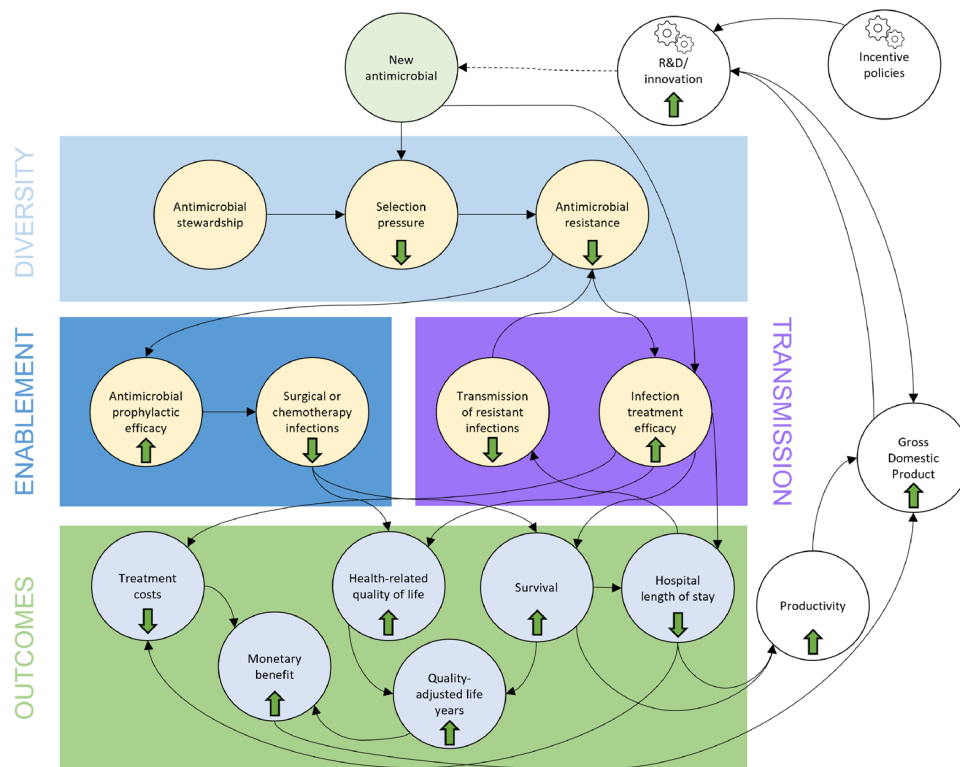 New
antimicrobial
R&D/
innovation
Incentive
policies
DIVERSITY
Antimicrobial
stewardship
Selection
pressure
Antimicrobial
resistance
ENABLEMENT
Antimicrobial
prophylactic
efficacy
Surgical or
chemotherapy
infections
Transmission
of resistant
infections
Infection
treatment
efficacy
TRANSMISSION
Gross
Domestic
Product
OUTCOMES
Treatment
costs
Health-related
quality of life
Survival
Hospital
length of stay
Productivity
Monetary
benefit
Quality-
adjusted life
years